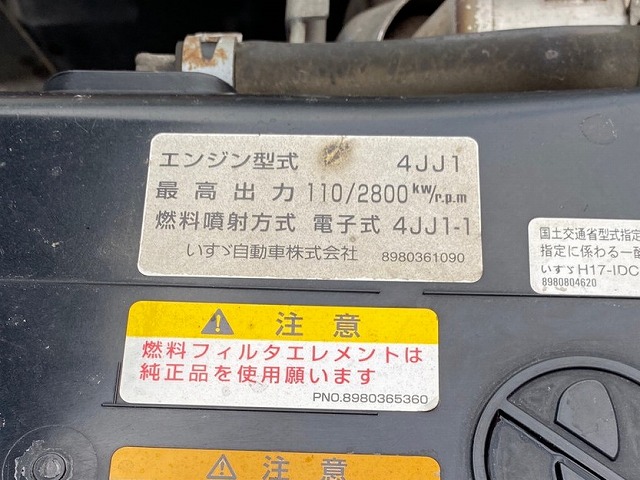 エンジン型式 4JJ1
最高出力 110/2800kw/r.p.m
燃料噴射方式 電子式 4JJ1-1
いすゞ自動車株式会社 8980361090
国土交通省型式指定
指定に係わる一酸
いすゞH17-IDC
8980804620
注意
燃料フィルタエレメントは
純正品を使用願います
PNO.8980365360
注意